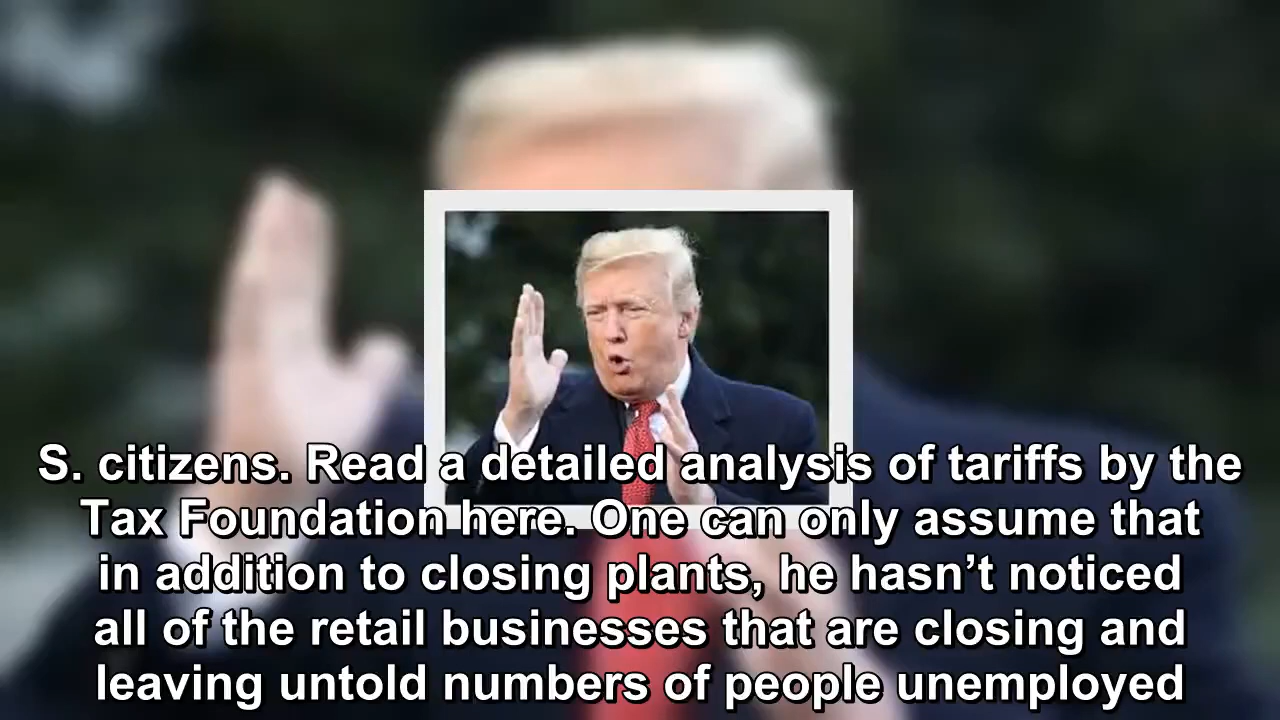 S. citizens. Read a detailed analysis of tariffs by the
Tax Foundation here. One can only assume that
in addition to closing plants, he hasn’t noticed
all of the retail businesses that are closing and
leaving untold numbers of people unemployed